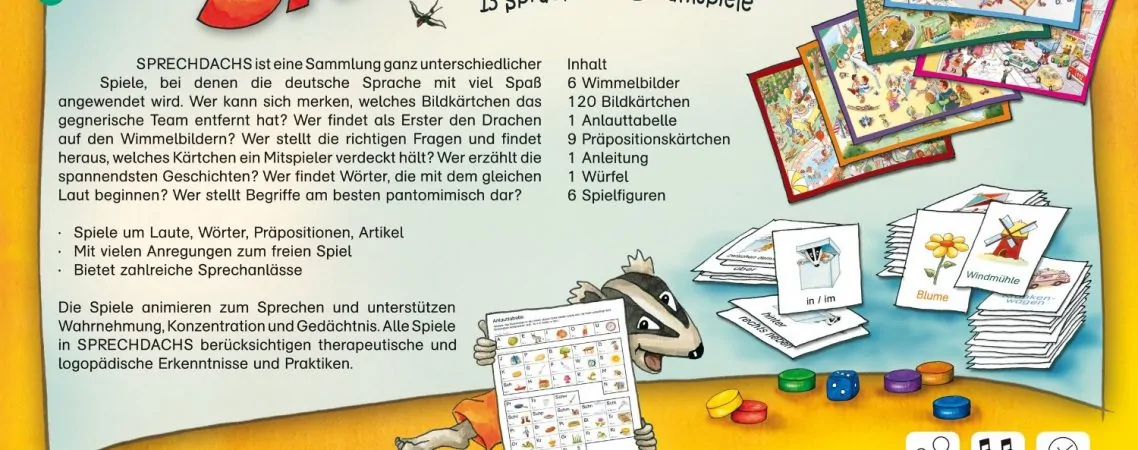 SPRECHDACHS ist eine Sammlung ganz unterschiedlicher
Spiele, bei denen die deutsche Sprache mit viel Spaß
angewendet wird. Wer kann sich merken, welches Bildkärtchen das
gegnerische Team entfernt hat? Wer findet als Erster den Drachen
auf den Wimmelbildern? Wer stellt die richtigen Fragen und findet
heraus, welches Kärtchen ein Mitspieler verdeckt hält? Wer erzählt die
spannendsten Geschichten? Wer findet Wörter, die mit dem gleichen
Laut beginnen? Wer stellt Begriffe am besten pantomimisch dar?
· Spiele um Laute, Wörter, Präpositionen, Artikel
· Mit vielen Anregungen zum freien Spiel
· Bietet zahlreiche Sprechanlässe
Die Spiele animieren zum Sprechen und unterstützen
Wahrnehmung, Konzentration und Gedächtnis. Alle Spiele
in SPRECHDACHS berücksichtigen therapeutische und
logopädische Erkenntnisse und Praktiken.
Inhalt
6 Wimmelbilder
120 Bildkärtchen
1 Anlauttabelle
9 Präpositionskärtchen
1 Anleitung
1 Würfel
6 Spielfiguren
über
in / im
hinter
rechts neben
Blume
Windmühle
wagen
Anlauttabelle